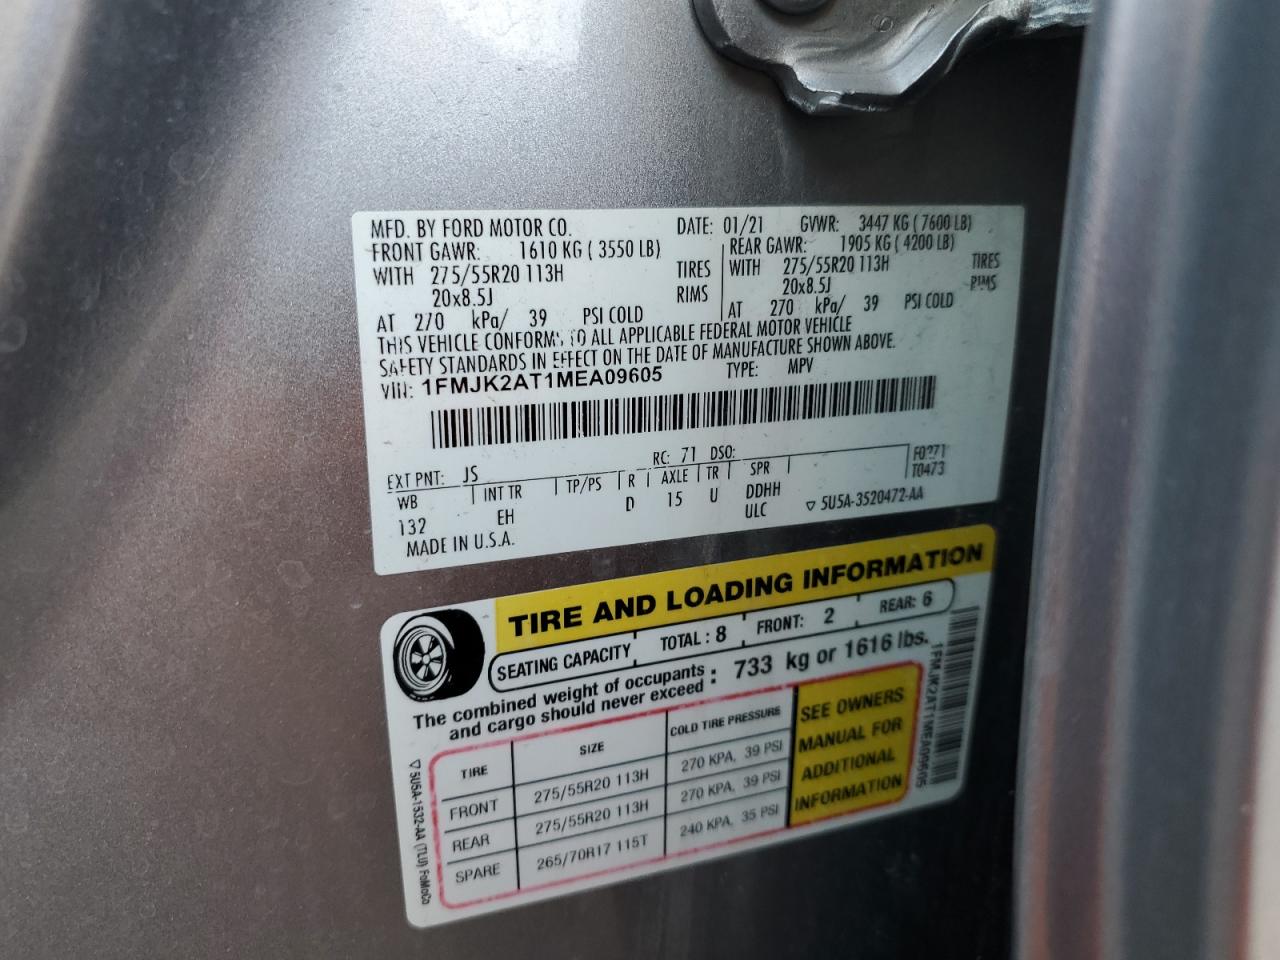 MFD. BY FORD MOTOR CO. DATE: 01/21 GVWR: 3447 KG ( 7600 LB)
FRONT GAWR: 1610 KG ( 3550 LB) REAR GAWR: 1905 KG ( 4200 LB)
WITH 275/55R20 113H TIRES WITH 275/55R20 113H TIRES
20x8.5J RIMS 20x8.5J RIMS
AT 270 kPa/ 39 PSI COLD AT 270 kPa/ 39 PSI COLD
THIS VEHICLE CONFORMS TO ALL APPLICABLE FEDERAL MOTOR VEHICLE
SAFETY STANDARDS IN EFFECT ON THE DATE OF MANUFACTURE SHOWN ABOVE.
VIN: 1FMJK2AT1MEA09605 TYPE: MPV
EXT PNT: JS RC: 71 DSO:
WB INT TR TP/PS R AXLE TR SPR
132 EH D 15 U DDHH
ULC
T0473
MADE IN U.S.A.
▽ 5U5A-3520472-AA
TIRE AND LOADING INFORMATION
SEATING CAPACITY TOTAL : 8 FRONT: 2 REAR: 6
The combined weight of occupants and cargo should never exceed : 733 kg or 1616 lbs.
TIRE SIZE COLD TIRE PRESSURE
FRONT 275/55R20 113H 270 KPA, 39 PSI
REAR 275/55R20 113H 270 KPA, 39 PSI
SPARE 265/70R17 115T 240 KPA, 35 PSI
SEE OWNERS
MANUAL FOR
ADDITIONAL
INFORMATION
▽ 5U5A-1532-AA (TLU) FoMoCo
1FMJK2AT1MEA09605